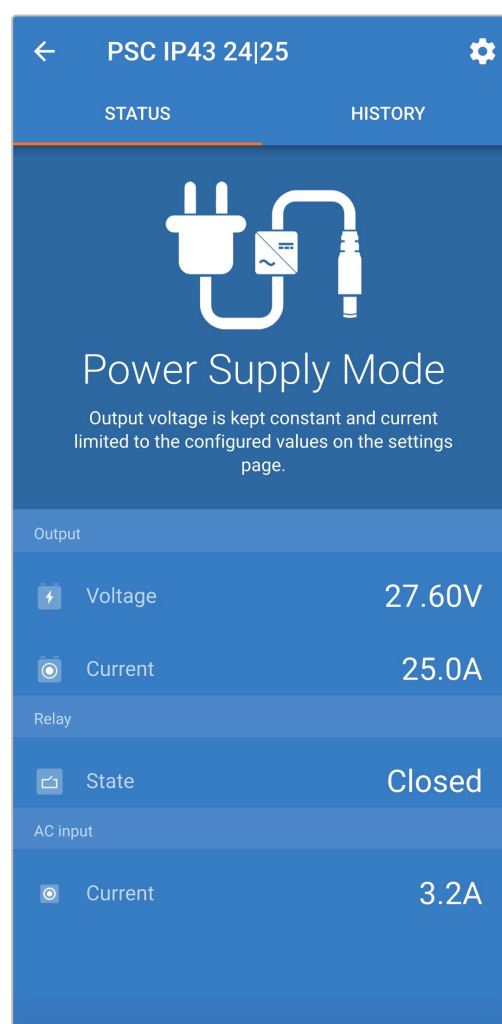 PSC IP43 24|25
STATUS
HISTORY
Power Supply Mode
Output voltage is kept constant and current
limited to the configured values on the settings
page.
Output
Voltage
27.60V
Current
25.0A
Relay
State
Closed
AC input
Current
3.2A